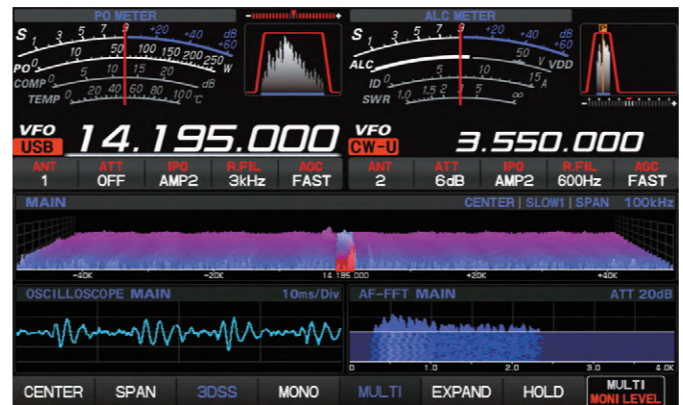 PO METER
S 1 3 5 7 9 +20 +40 dB +60
PO 0 10 50 100 150 200 250 W
COMP 0 5 10 15 20 dB
TEMP 0 20 40 60 80 100 °C
- +
ALC METER
S 1 3 5 7 9 +20 +40 dB +60
ALC 50 V VDD
ID 0 5 10 15 A
SWR 1.0 1.5 2 3 5 ∞
P
- +
VFO
USB 14.195.000
VFO
CW-U 3.550.000
ANT ATT IPO R.FIL AGC
1 OFF AMP2 3kHz FAST
ANT ATT IPO R.FIL AGC
2 6dB AMP2 600Hz FAST
MAIN CENTER | SLOW1 | SPAN 100kHz
-40K -20K 14.195.000 +20K +40K
OSCILLOSCOPE MAIN 10ms/Div
AF-FFT MAIN ATT 20dB
0 1.0 2.0 3.0 4.0K
CENTER SPAN 3DSS MONO MULTI EXPAND HOLD MULTI
MONI LEVEL